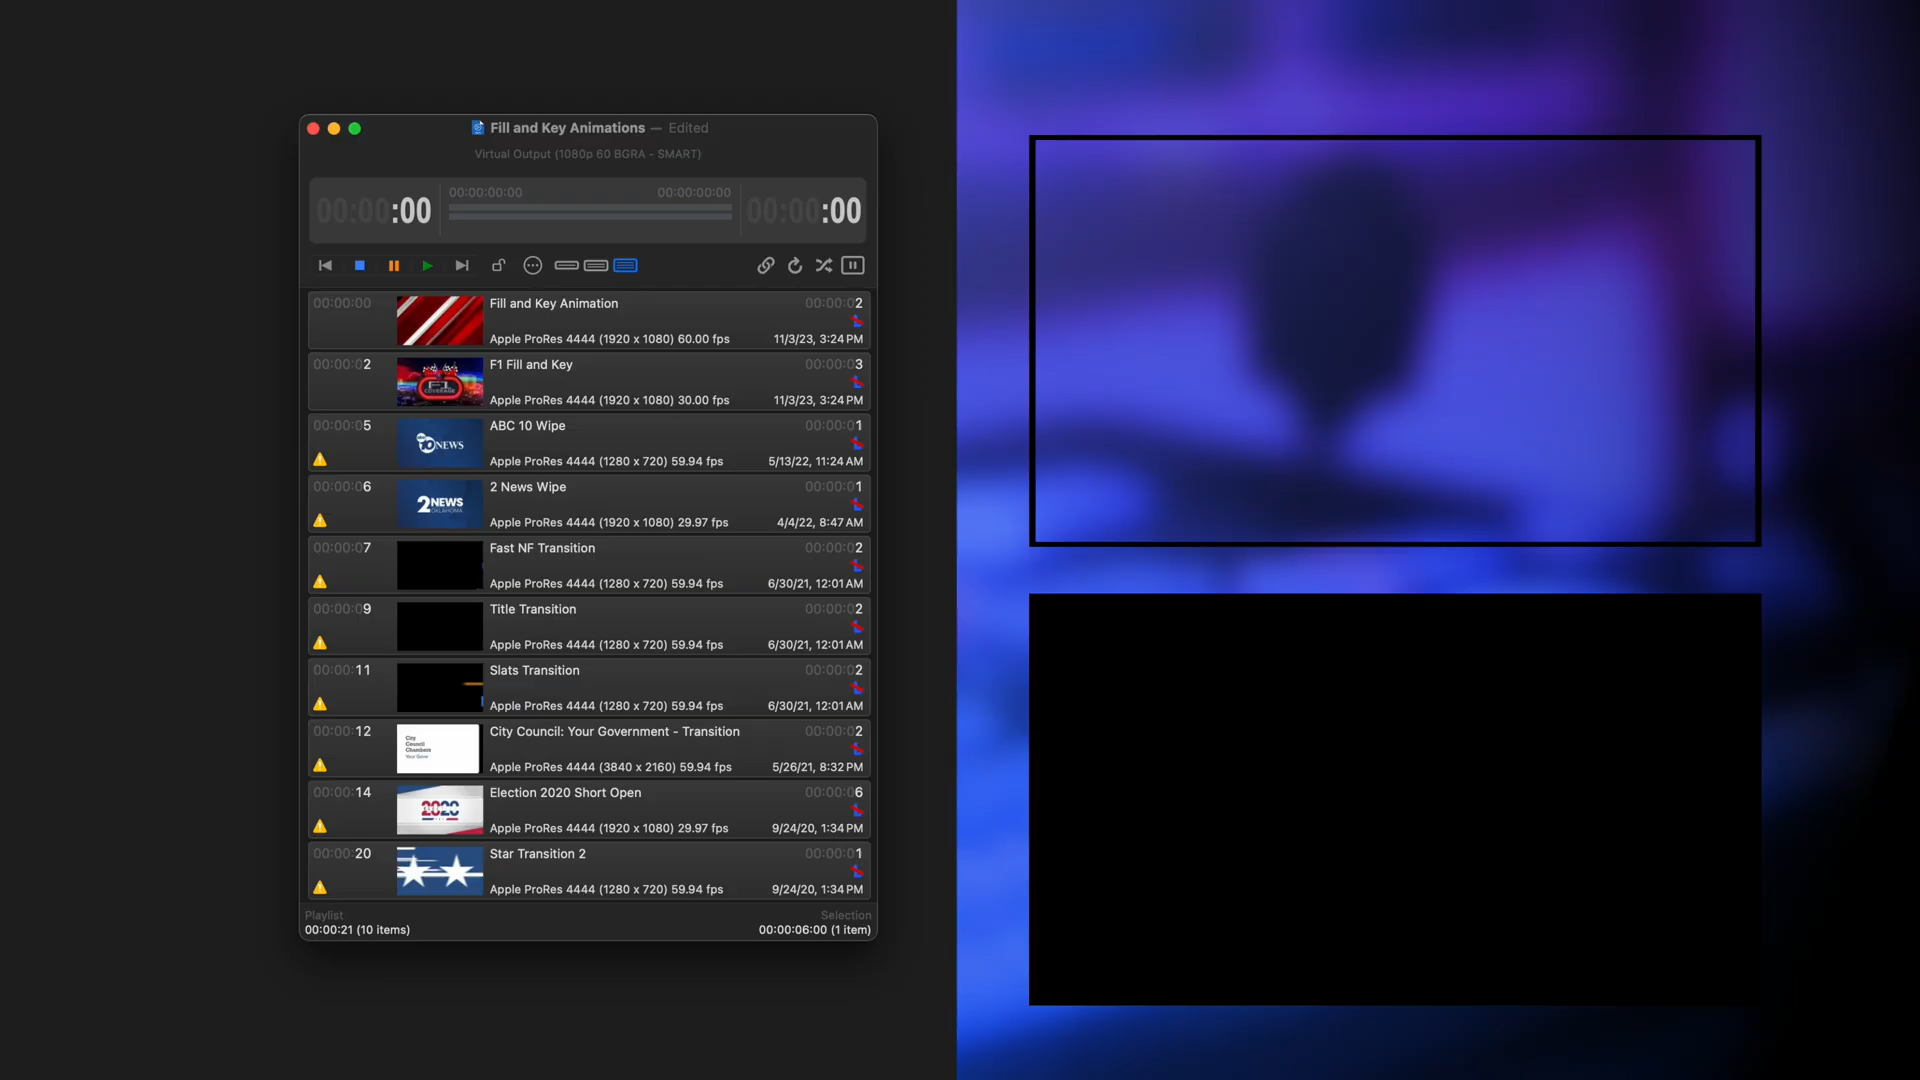 Fill and Key Animations — Edited
Virtual Output (1080p 60 BGRA - SMART)
00:00:00
00:00:00:00
00:00:00:00
00:00:00
00:00:00
Fill and Key Animation
00:00:02
Apple ProRes 4444 (1920 x 1080) 60.00 fps
11/3/23, 3:24 PM
00:00:02
F1 COVERAGE
F1 Fill and Key
00:00:03
Apple ProRes 4444 (1920 x 1080) 30.00 fps
11/3/23, 3:24 PM
00:00:05
10 NEWS
ABC 10 Wipe
00:00:01
Apple ProRes 4444 (1280 x 720) 59.94 fps
5/13/22, 11:24 AM
00:00:06
2 NEWS
OKLAHOMA
2 News Wipe
00:00:01
Apple ProRes 4444 (1920 x 1080) 29.97 fps
4/4/22, 8:47 AM
00:00:07
Fast NF Transition
00:00:02
Apple ProRes 4444 (1280 x 720) 59.94 fps
6/30/21, 12:01 AM
00:00:09
Title Transition
00:00:02
Apple ProRes 4444 (1280 x 720) 59.94 fps
6/30/21, 12:01 AM
00:00:11
Slats Transition
00:00:02
Apple ProRes 4444 (1280 x 720) 59.94 fps
6/30/21, 12:01 AM
00:00:12
City
Council
Chambers
Your Gover
City Council: Your Government - Transition
00:00:02
Apple ProRes 4444 (3840 x 2160) 59.94 fps
5/26/21, 8:32 PM
00:00:14
2020
Election 2020 Short Open
00:00:06
Apple ProRes 4444 (1920 x 1080) 29.97 fps
9/24/20, 1:34 PM
00:00:20
Star Transition 2
00:00:01
Apple ProRes 4444 (1280 x 720) 59.94 fps
9/24/20, 1:34 PM
Playlist
Selection
00:00:21 (10 items)
00:00:06:00 (1 item)